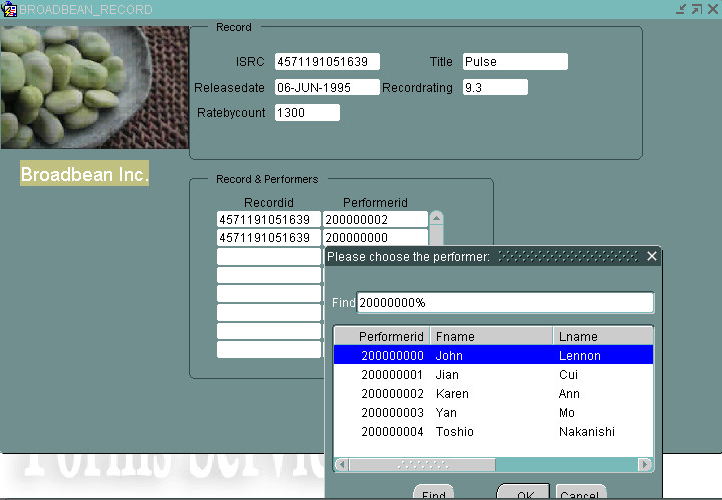 BROADBEAN_RECORD
Record
ISRC 4571191051639 Title Pulse
Releasedate 06-JUN-1995 Recordrating 9.3
Ratebycount 1300
Broadbean Inc.
Record & Performers
Recordid Performerid
4571191051639 200000002
4571191051639 200000000
Please choose the performer:
Find 20000000%
Performerid Fname Lname
200000000 John Lennon
200000001 Jian Cui
200000002 Karen Ann
200000003 Yan Mo
200000004 Toshio Nakanishi
Forms Servic
Find OK Cancel